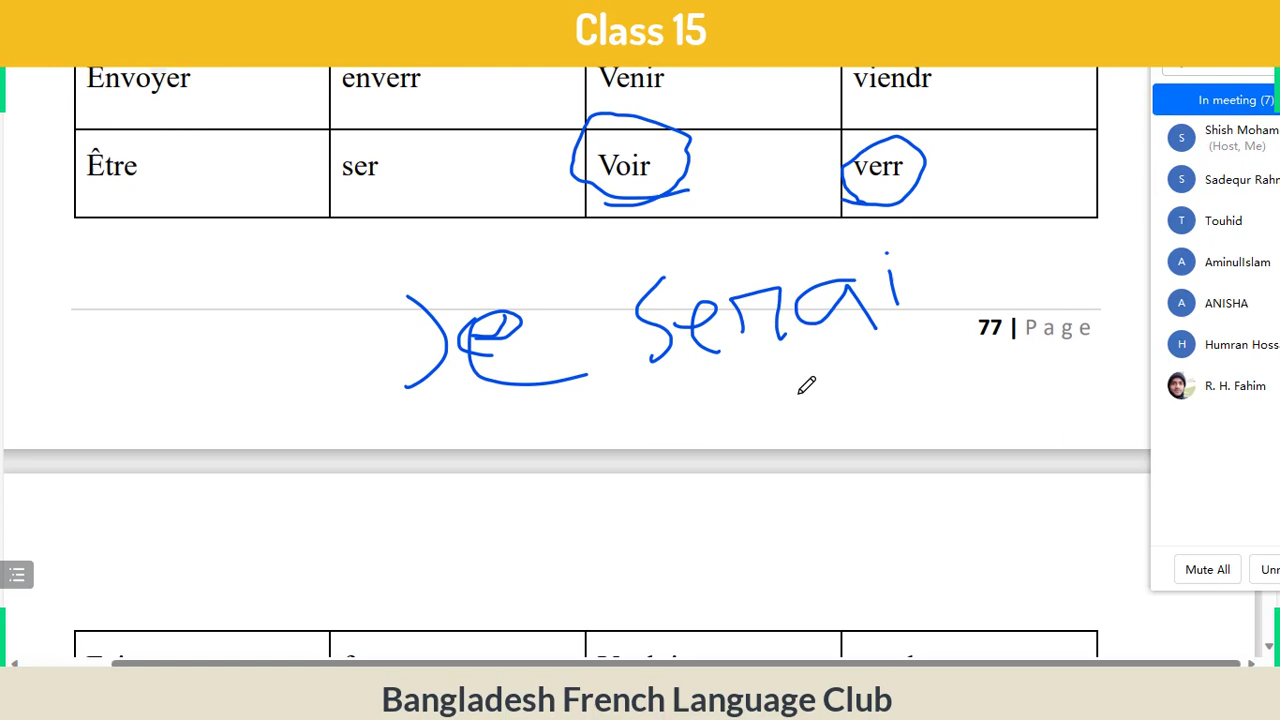 Class 15
Envoyer enverr Venir viendr
Être ser Voir verr
Je serai
77 | Page
In meeting (7)
S Shish Moham
(Host, Me)
S Sadequr Rahr
T Touhid
A AminulIslam
A ANISHA
H Humran Hoss
R. H. Fahim
Mute All
Bangladesh French Language Club